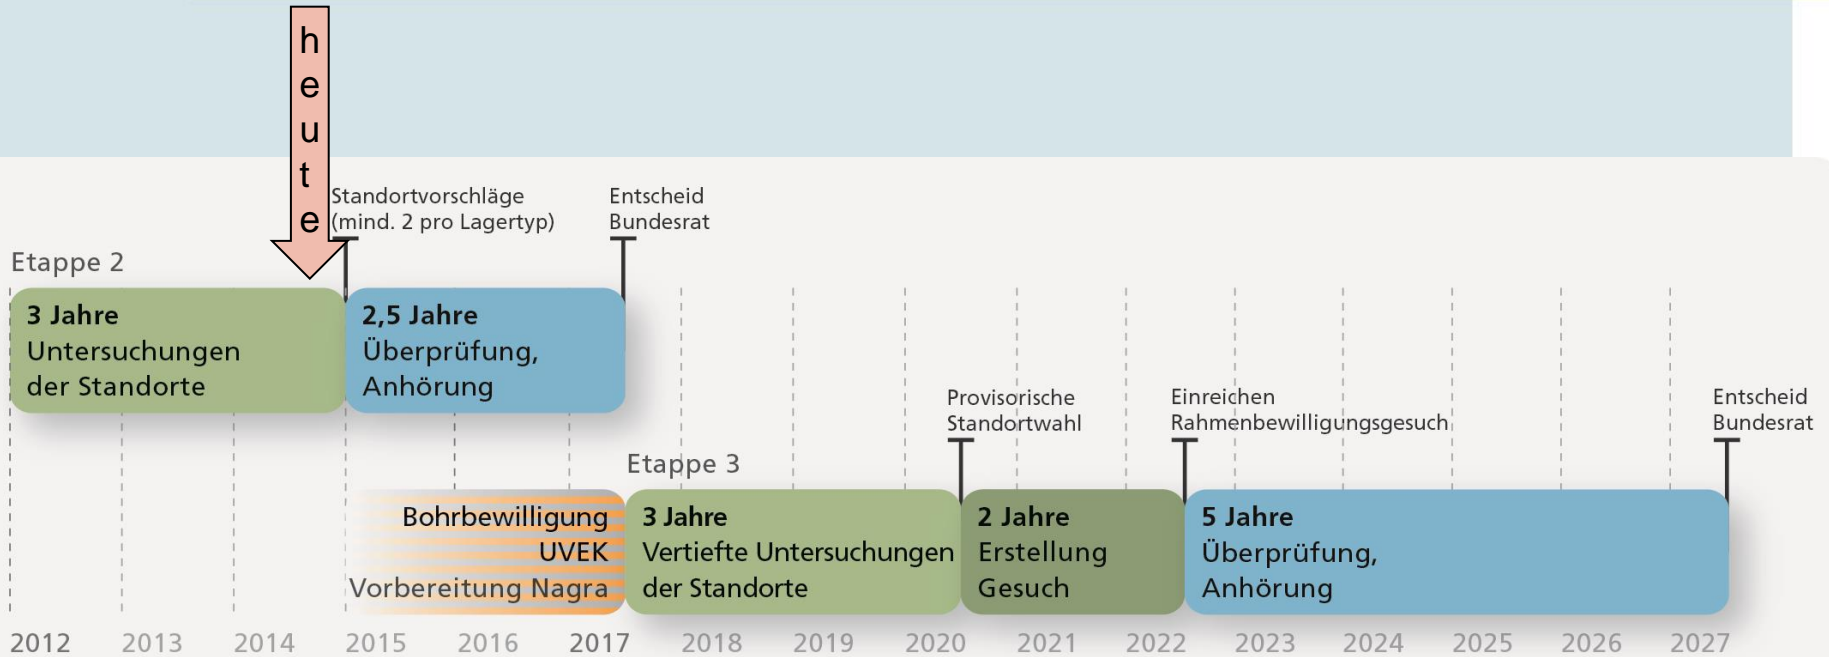 heute
Standortvorschläge
(mind. 2 pro Lagertyp)
Entscheid
Bundesrat
Etappe 2
3 Jahre
Untersuchungen
der Standorte
2,5 Jahre
Überprüfung,
Anhörung
Provisorische
Standortwahl
Einreichen
Rahmenbewilligungsgesuch
Entscheid
Bundesrat
Etappe 3
Bohrbewilligung
UVEK
Vorbereitung Nagra
3 Jahre
Vertiefte Untersuchungen
der Standorte
2 Jahre
Erstellung
Gesuch
5 Jahre
Überprüfung,
Anhörung
2012 2013 2014 2015 2016 2017 2018 2019 2020 2021 2022 2023 2024 2025 2026 2027